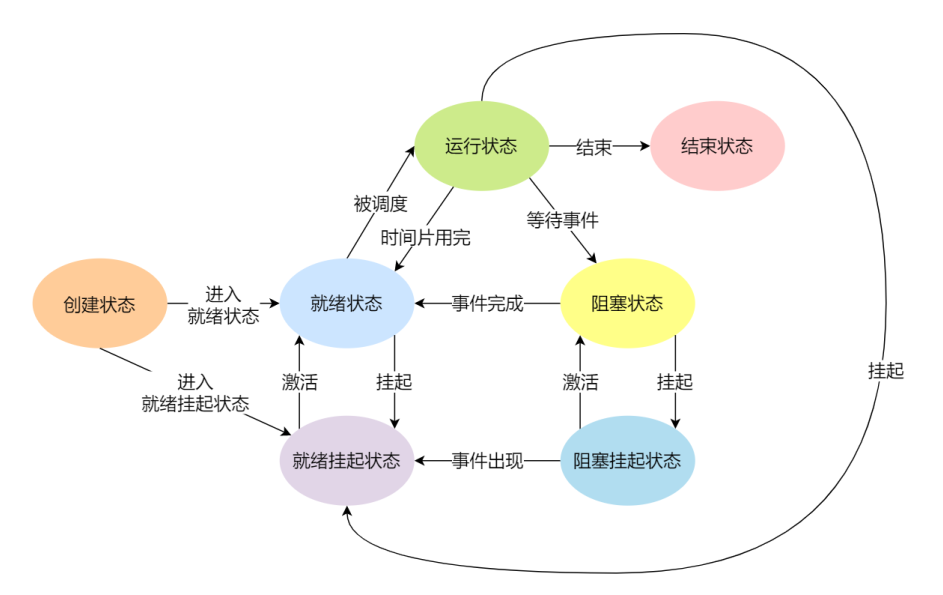 运行状态
结束
结束状态
被调度
时间片用完
等待事件
创建状态
进入
就绪状态
就绪状态
事件完成
阻塞状态
挂起
进入
就绪挂起状态
激活
挂起
激活
挂起
就绪挂起状态
事件出现
阻塞挂起状态